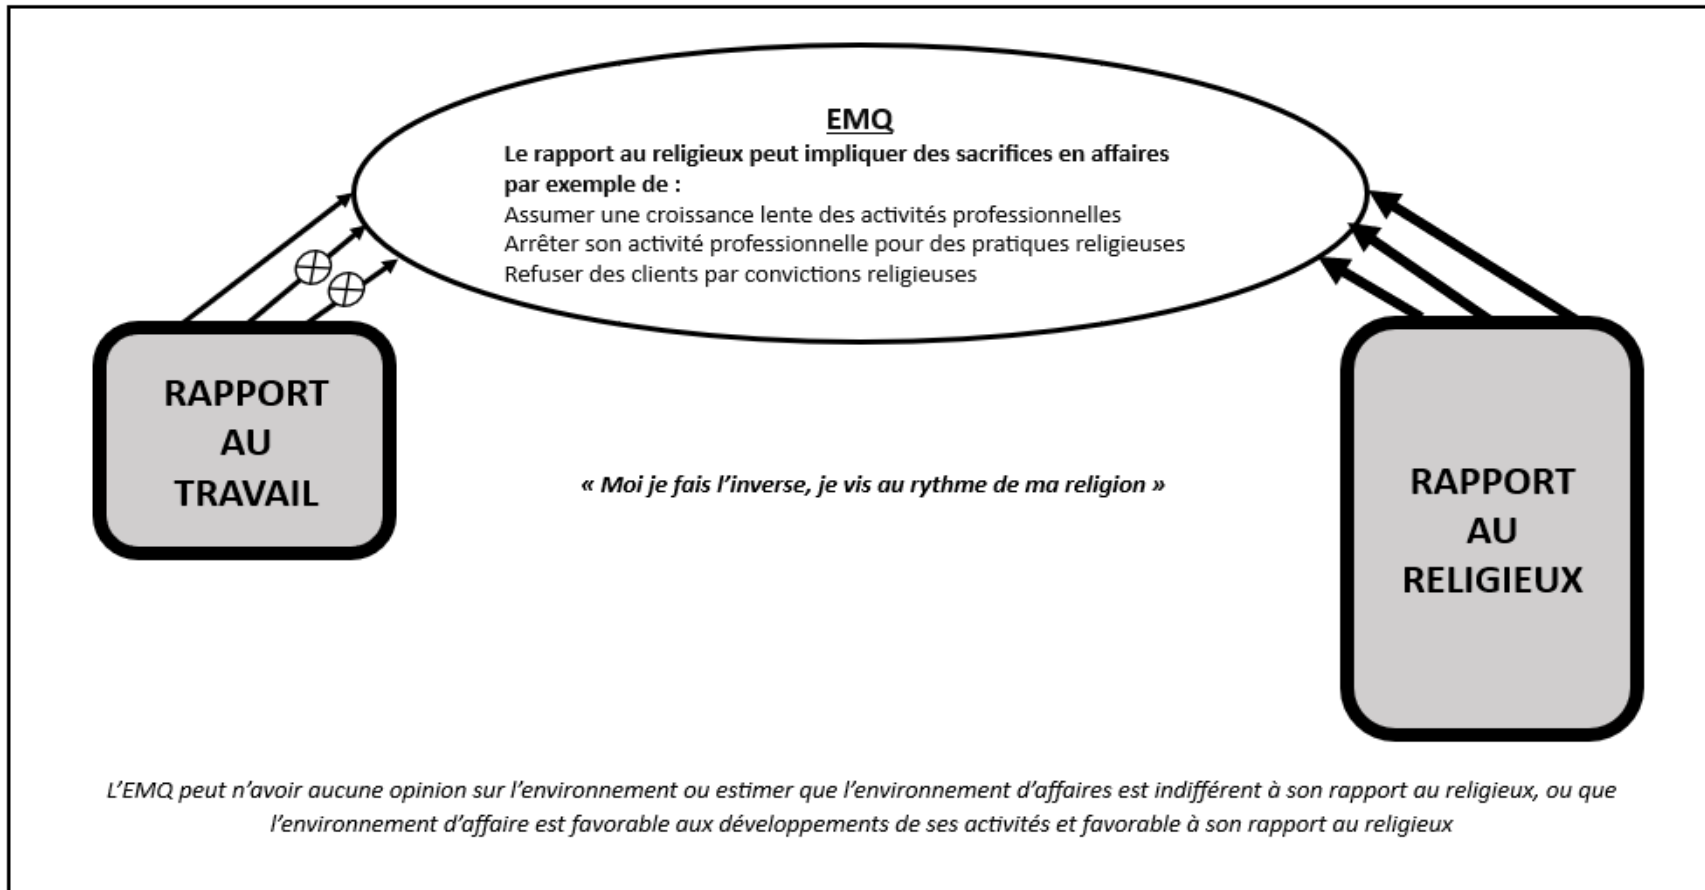 EMQ
Le rapport au religieux peut impliquer des sacrifices en affaires
par exemple de :
Assumer une croissance lente des activités professionnelles
Arrêter son activité professionnelle pour des pratiques religieuses
Refuser des clients par convictions religieuses
RAPPORT
AU
TRAVAIL
« Moi je fais l’inverse, je vis au rythme de ma religion »
RAPPORT
AU
RELIGIEUX
L’EMQ peut n’avoir aucune opinion sur l’environnement ou estimer que l’environnement d’affaires est indifférent à son rapport au religieux, ou que
l’environnement d’affaire est favorable aux développements de ses activités et favorable à son rapport au religieux